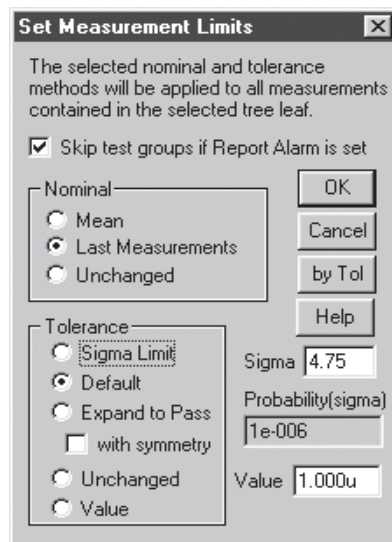 Set Measurement Limits
The selected nominal and tolerance
methods will be applied to all measurements
contained in the selected tree leaf.
Skip test groups if Report Alarm is set
Nominal
Mean
Last Measurements
Unchanged
OK
Cancel
by Tol
Help
Tolerance
Sigma Limit
Default
Expand to Pass
with symmetry
Unchanged
Value
Sigma 4.75
Probability(sigma)
1e-006
Value 1.000u